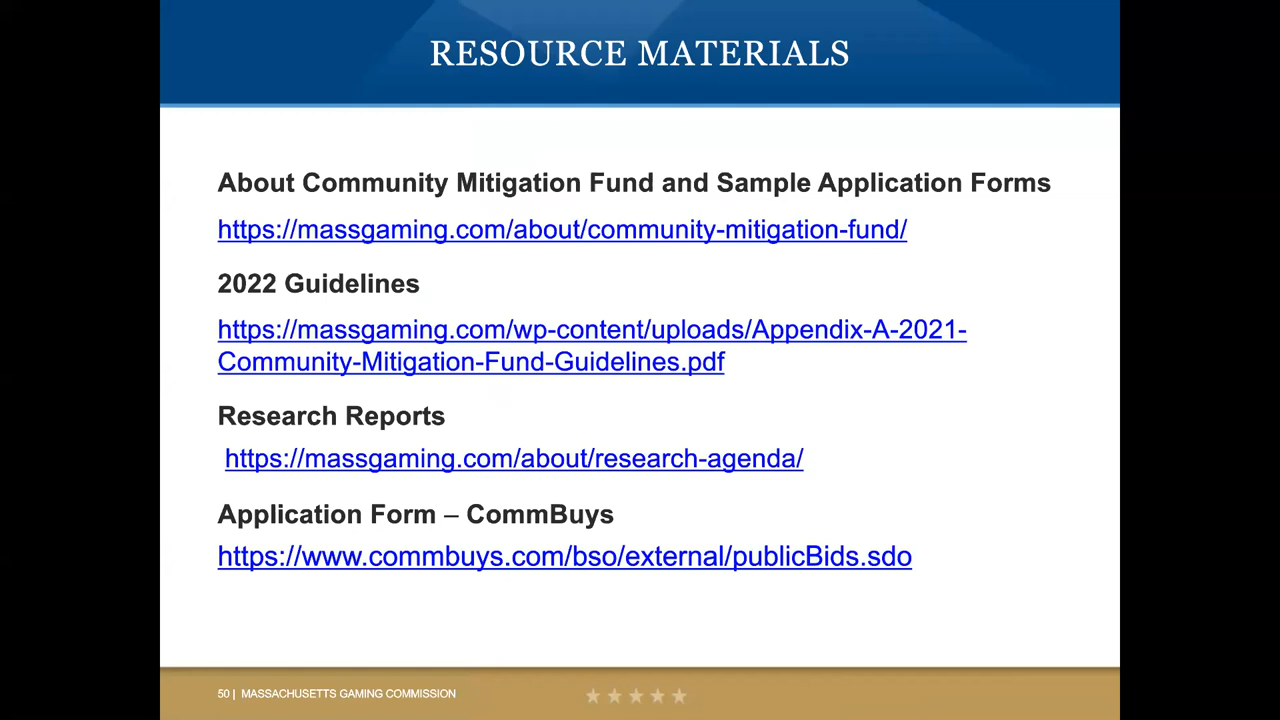 RESOURCE MATERIALS
About Community Mitigation Fund and Sample Application Forms
https://massgaming.com/about/community-mitigation-fund/
2022 Guidelines
https://massgaming.com/wp-content/uploads/Appendix-A-2021-
Community-Mitigation-Fund-Guidelines.pdf
Research Reports
https://massgaming.com/about/research-agenda/
Application Form – CommBuys
https://www.commbuys.com/bso/external/publicBids.sdo
50 | MASSACHUSETTS GAMING COMMISSION